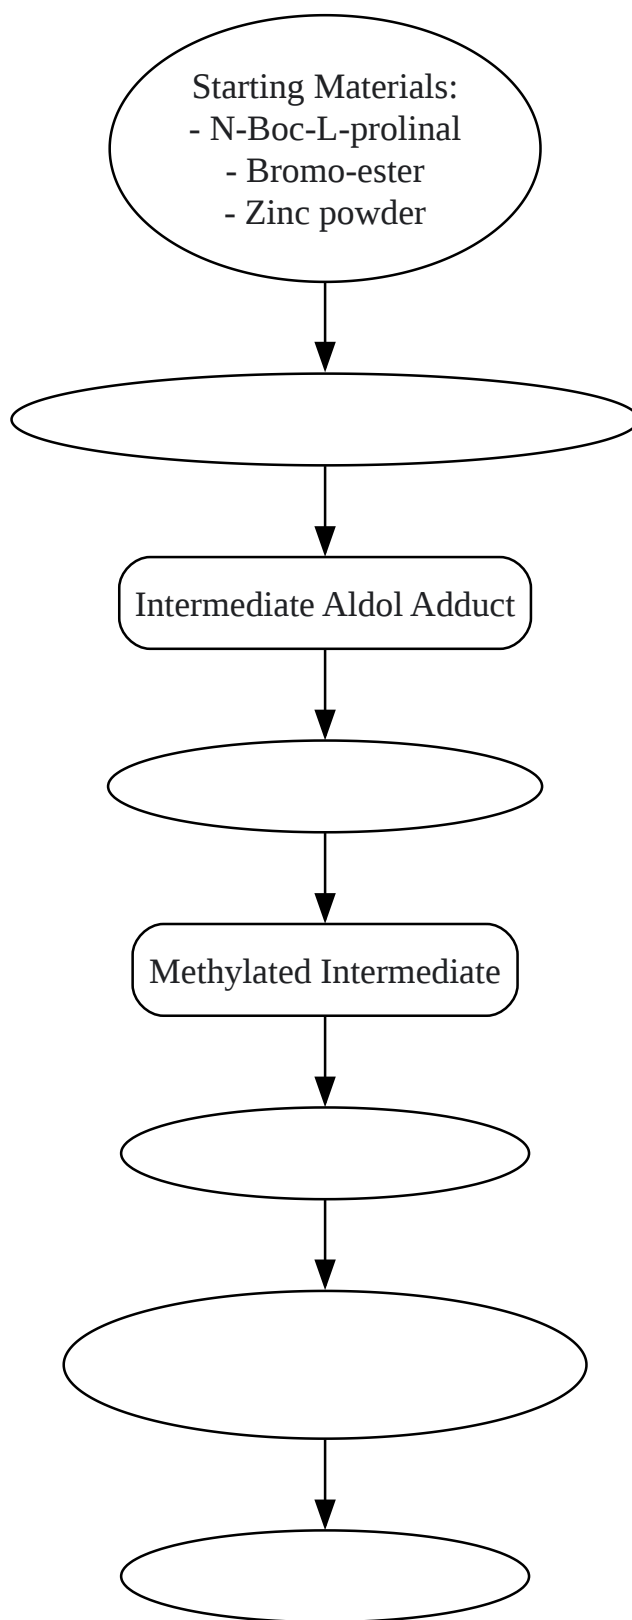 Starting Materials:
- N-Boc-L-prolinal
- Bromo-ester
- Zinc powder
Intermediate Aldol Adduct
Methylated Intermediate